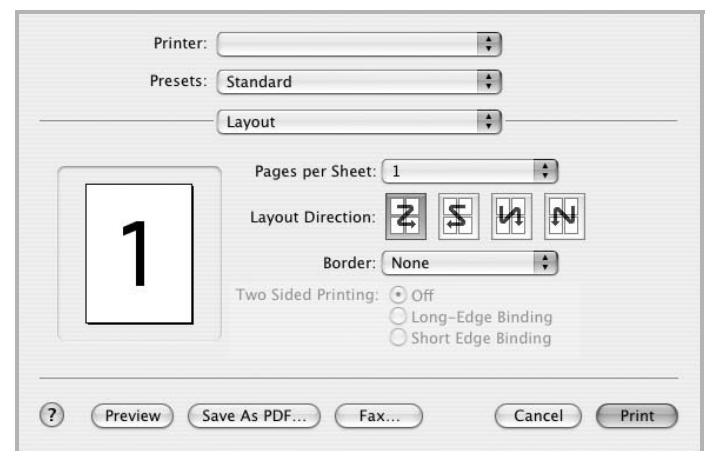 Printer:
Presets: Standard
Layout
Pages per Sheet: 1
1
Layout Direction:
Border: None
Two Sided Printing: Off
Long-Edge Binding
Short Edge Binding
? Preview Save As PDF... Fax... Cancel Print